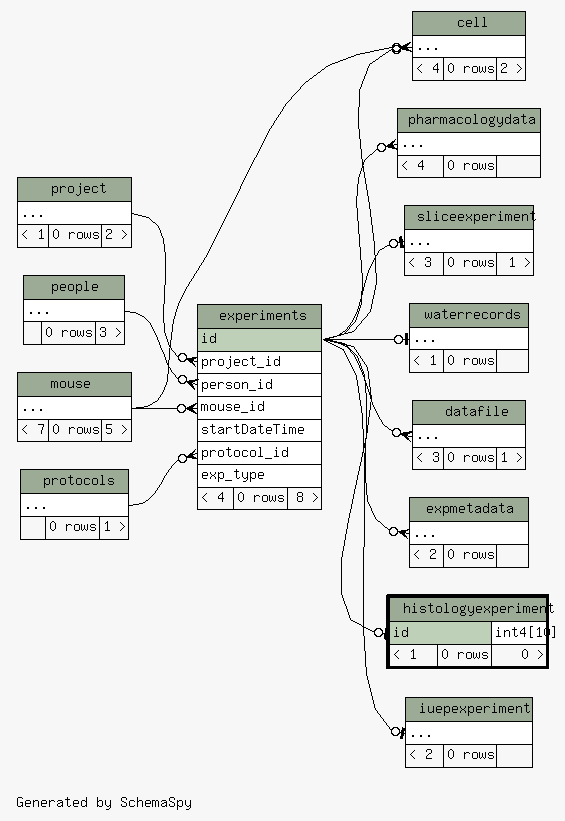 cell
...
< 4 0 rows 2 >
pharmacologydata
...
< 4 0 rows
project
...
< 1 0 rows 2 >
sliceexperiment
...
< 3 0 rows 1 >
people
...
0 rows 3 >
experiments
id
project_id
person_id
mouse_id
startDateTime
protocol_id
exp_type
< 4 0 rows 8 >
waterrecords
...
< 1 0 rows
mouse
...
< 7 0 rows 5 >
datafile
...
< 3 0 rows 1 >
protocols
...
0 rows 1 >
expmetadata
...
< 2 0 rows
histologyexperiment
id int4[10]
< 1 0 rows 0 >
iuepexperiment
...
< 2 0 rows
Generated by SchemaSpy